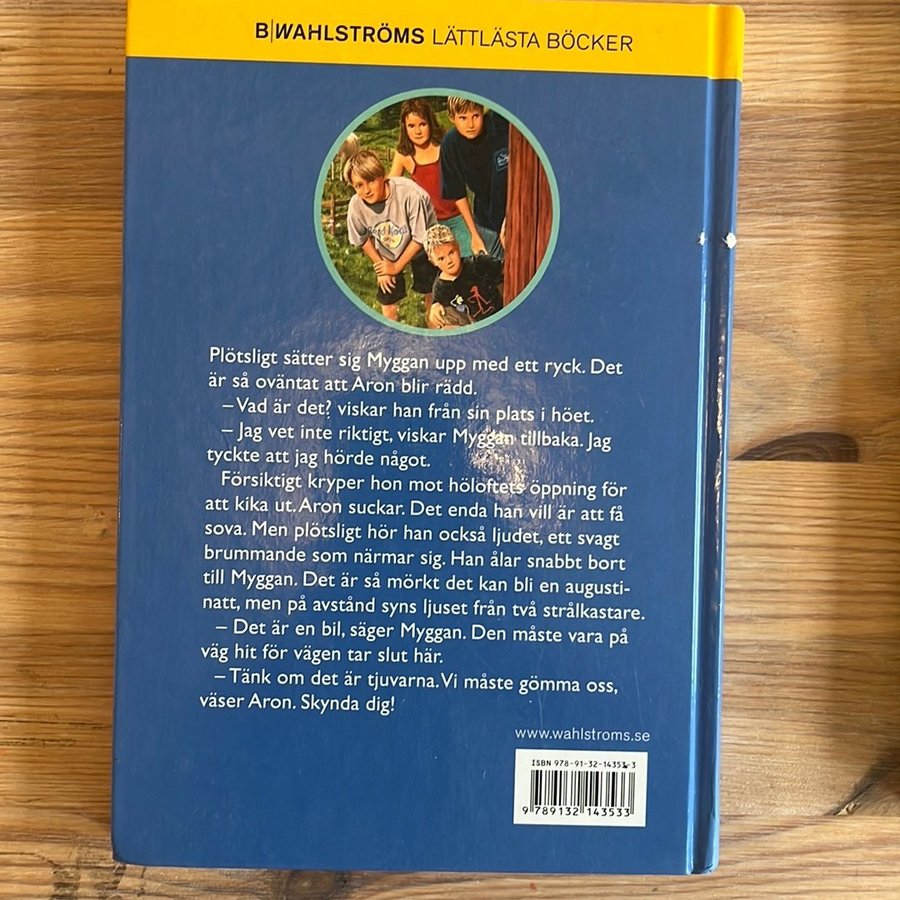 B|WAHLSTRÖMS LÄTTLÄSTA BÖCKER
Plötsligt sätter sig Myggan upp med ett ryck. Det
är så oväntat att Aron blir rädd.
– Vad är det? viskar han från sin plats i höet.
– Jag vet inte riktigt, viskar Myggan tillbaka. Jag
tyckte att jag hörde något.
Försiktigt kryper hon mot höloftets öppning för
att kika ut. Aron suckar. Det enda han vill är att få
sova. Men plötsligt hör han också ljudet, ett svagt
brummande som närmar sig. Han ålar snabbt bort
till Myggan. Det är så mörkt det kan bli en augusti-
natt, men på avstånd syns ljuset från två strålkastare.
– Det är en bil, säger Myggan. Den måste vara på
väg hit för vägen tar slut här.
– Tänk om det är tjuvarna. Vi måste gömma oss,
väser Aron. Skynda dig!
www.wahlstroms.se
ISBN 978-91-32-14353-3
9 789132 143533